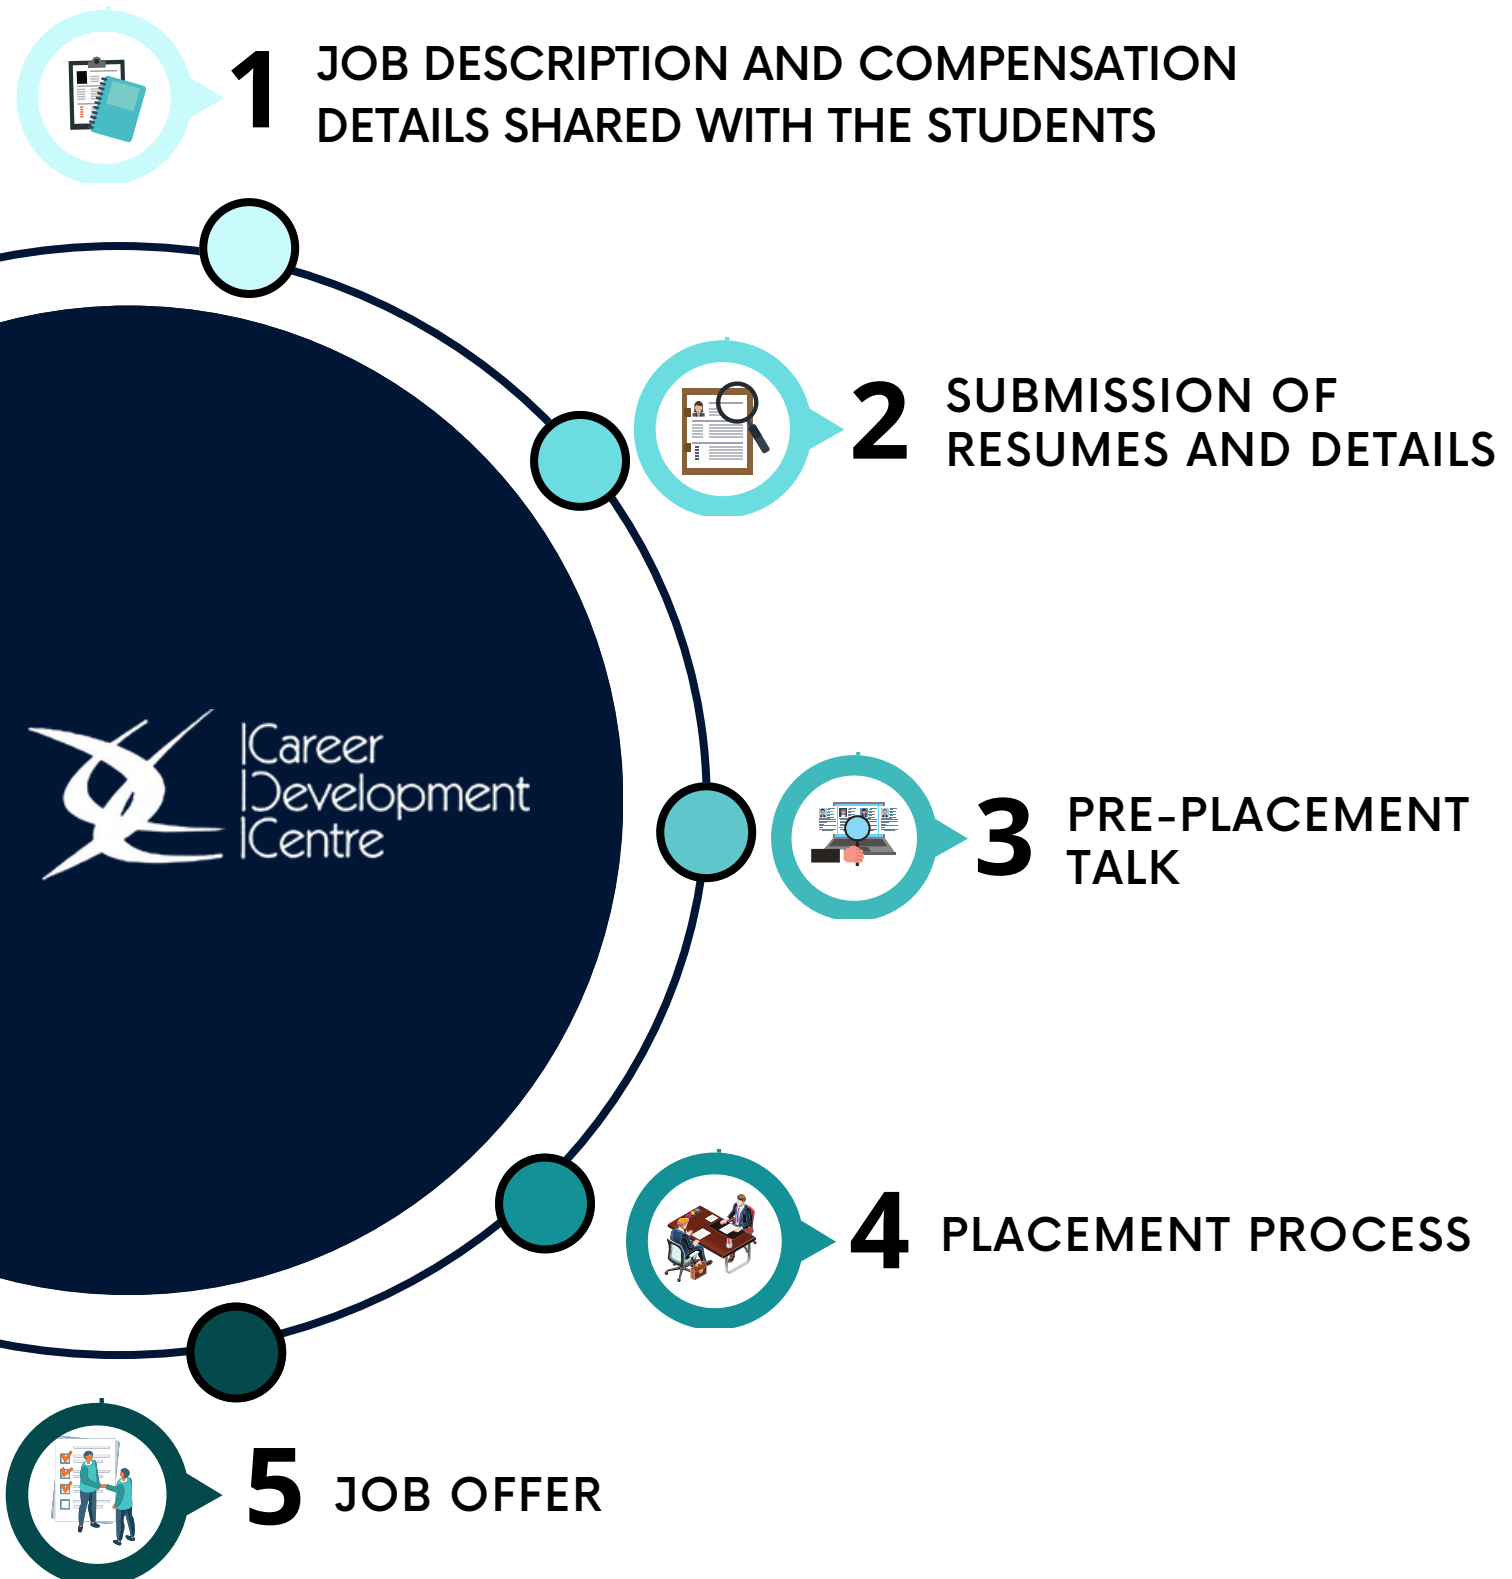 1
JOB DESCRIPTION AND COMPENSATION
DETAILS SHARED WITH THE STUDENTS
2
SUBMISSION OF
RESUMES AND DETAILS
Career
Development
Centre
3
PRE-PLACEMENT
TALK
4
PLACEMENT PROCESS
5
JOB OFFER